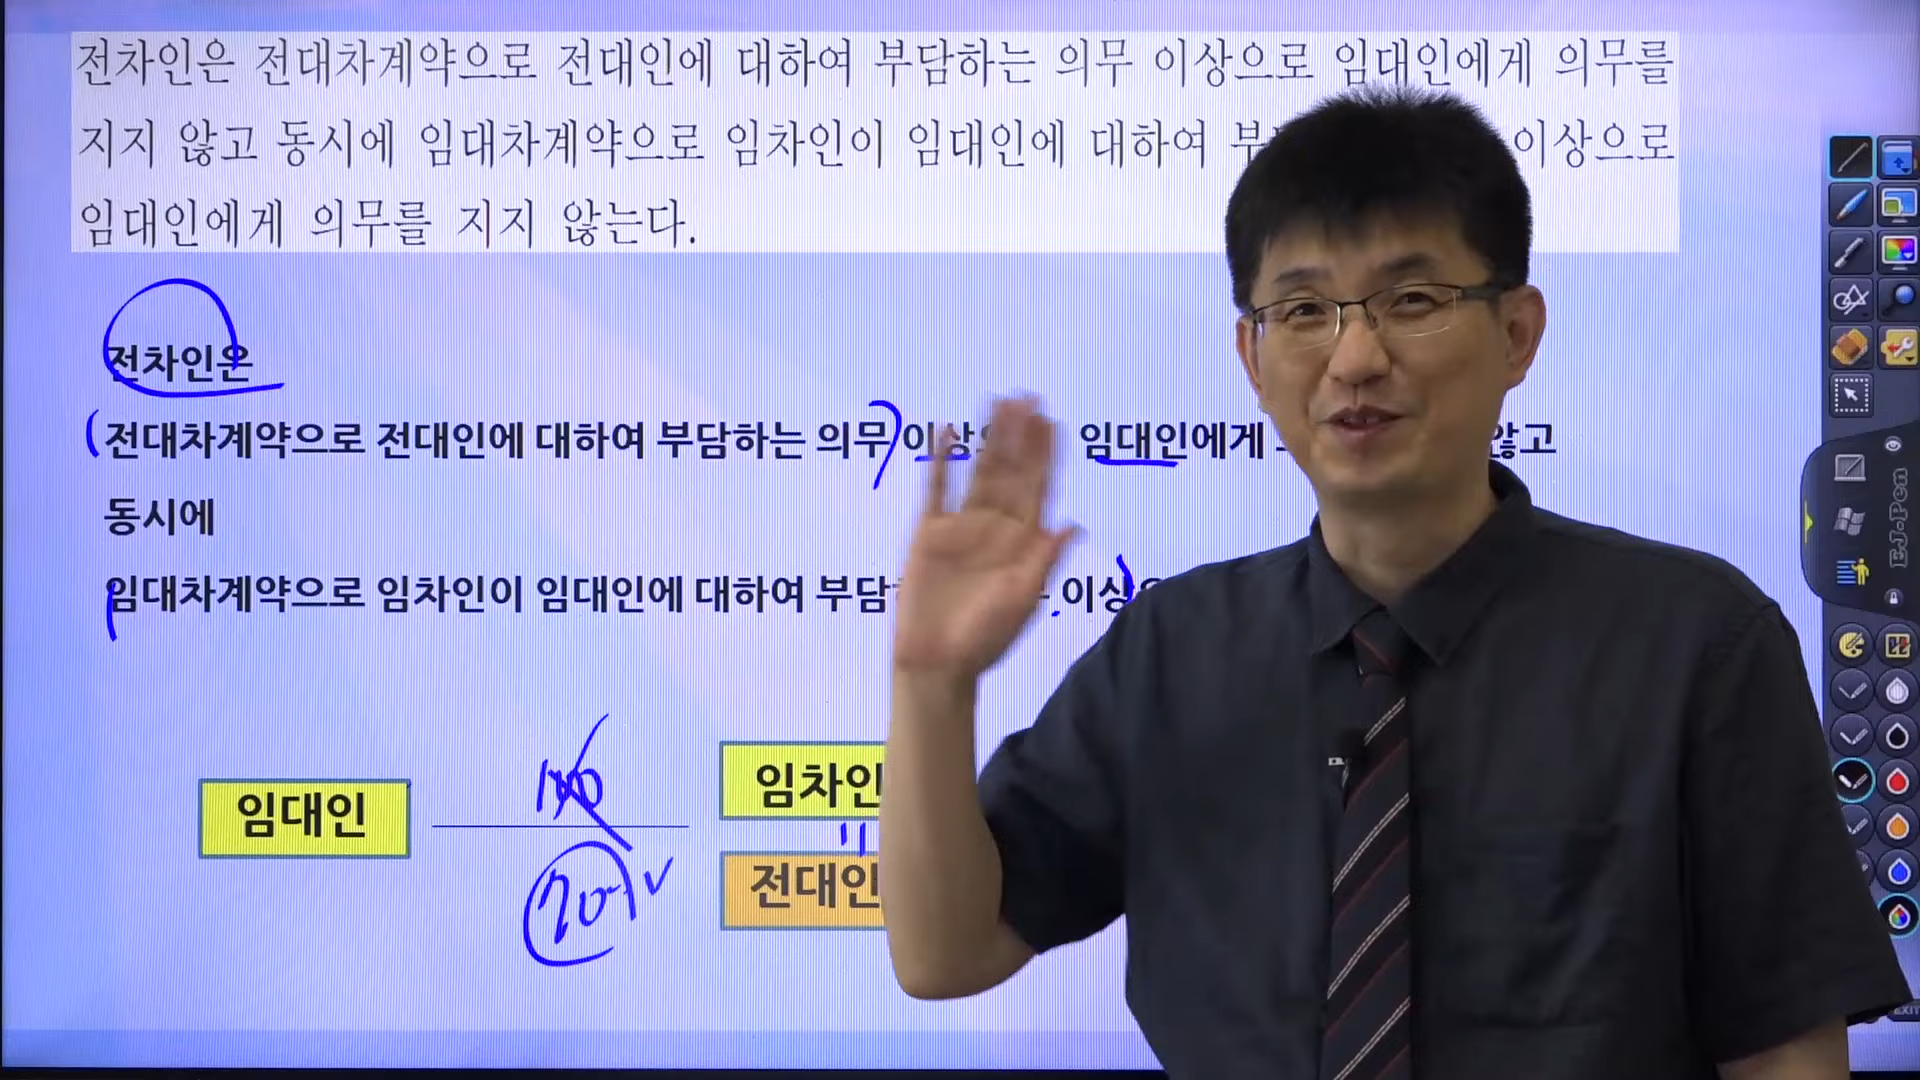 전차인은 전대차계약으로 전대인에 대하여 부담하는 의무 이상으로 임대인에게 의무를
지지 않고 동시에 임대차계약으로 임차인이 임대인에 대하여 이상으로
임대인에게 의무를 지지 않는다.
전차인은
(전대차계약으로 전대인에 대하여 부담하는 의무) 이상 임대인에게 않고
동시에
임대차계약으로 임차인이 임대인에 대하여 부담 이상
임대인 임차인
전대인
EJ-Pen
EXIT